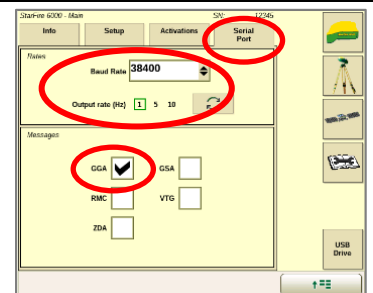 StarFire 6000 - Main SN: 12345
Info Setup Activations Serial Port
Rates
Baud Rate 38400
Output rate (Hz) 1 5 10
Messages
GGA GSA
RMC VTG
ZDA
USB Drive